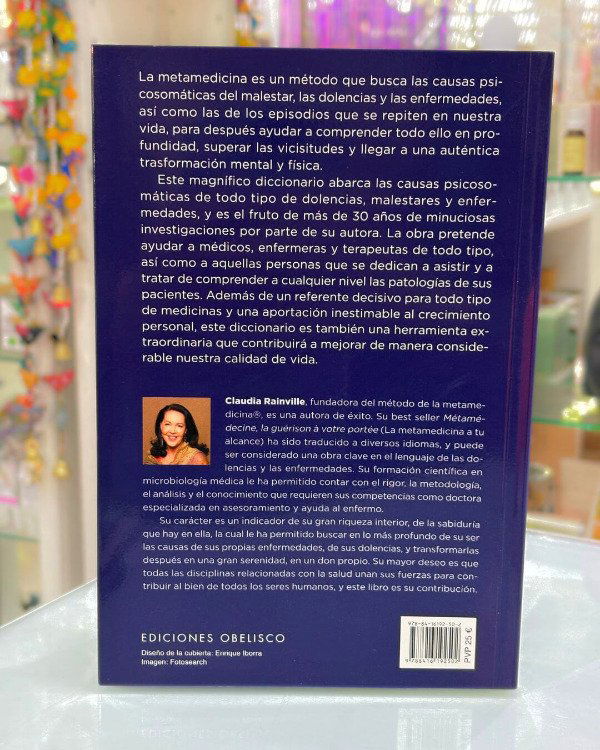 La metamedicina es un método que busca las causas psi-
cosomáticas del malestar, las dolencias y las enfermedades,
así como las de los episodios que se repiten en nuestra
vida, para después ayudar a comprender todo ello en pro-
fundidad, superar las vicisitudes y llegar a una auténtica
trasformación mental y física.
Este magnífico diccionario abarca las causas psicoso-
máticas de todo tipo de dolencias, malestares y enfer-
medades, y es el fruto de más de 30 años de minuciosas
investigaciones por parte de su autora. La obra pretende
ayudar a médicos, enfermeras y terapeutas de todo tipo,
así como a aquellas personas que se dedican a asistir y a
tratar de comprender a cualquier nivel las patologías de sus
pacientes. Además de un referente decisivo para todo tipo
de medicinas y una aportación inestimable al crecimiento
personal, este diccionario es también una herramienta ex-
traordinaria que contribuirá a mejorar de manera conside-
rable nuestra calidad de vida.
Claudia Rainville, fundadora del método de la metame-
dicina®, es una autora de éxito. Su best seller Métamé-
decine, la guérison à votre portée (La metamedicina a tu
alcance) ha sido traducido a diversos idiomas, y puede
ser considerado una obra clave en el lenguaje de las do-
lencias y las enfermedades. Su formación científica en
microbiología médica le ha permitido contar con el rigor, la metodología,
el análisis y el conocimiento que requieren sus competencias como doctora
especializada en asesoramiento y ayuda al enfermo.
Su carácter es un indicador de su gran riqueza interior, de la sabiduría
que hay en ella, la cual le ha permitido buscar en lo más profundo de su ser
las causas de sus propias enfermedades, de sus dolencias, y transformarlas
después en una gran serenidad, en un don propio. Su mayor deseo es que
todas las disciplinas relacionadas con la salud unan sus fuerzas para con-
tribuir al bien de todos los seres humanos, y este libro es su contribución.
EDICIONES OBELISCO
Diseño de la cubierta: Enrique Iborra
Imagen: Fotosearch
978-84-16192-50-2
9 788416 192502
PVP 25 €